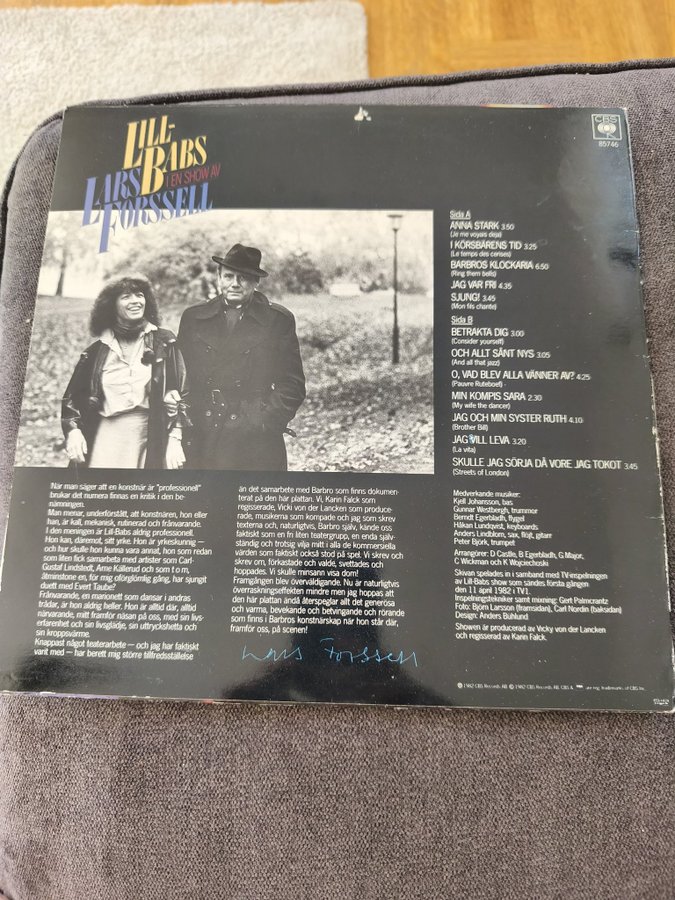 LILL-
BABS
I EN SHOW AV
LARS
FORSSELL
CBS
85746
Side A
ANNA STARK 3.50
(Je me voyais deja)
I KÖRSBÄRENS TID 3.25
(Le temps des cerises)
BARBROS KLOCKARIA 6.50
(Ring them bells)
JAG VAR FRI 4.35
SJUNG! 3.45
(Mon fils chante)
Sida B
BETRAKTA DIG 3.00
(Consider yourself)
OCH ALLT SÅNT NYS 3.05
(And all that jazz)
O, VAD BLEV ALLA VÄNNER AV? 4.25
(Pauvre Ruteboef)
MIN KOMPIS SARA 2.30
(My wife the dancer)
JAG OCH MIN SYSTER RUTH 4.10
(Brother Bill)
JAG VILL LEVA 3.20
(La vita)
SKULLE JAG SÖRJA DÅ VORE JAG TOKOT 3.45
(Streets of London)
Medverkande musiker:
Kjell Johansson, bas
Gunnar Westbergh, trummor
Berndt Egerbladh, flygel
Håkan Lundqvist, keyboards
Anders Lindblom, sax, flöjt, gitarr
Peter Björk, trumpet
Arrangörer: D Castle, B Egerbladh, G Major,
C Wickman och K Wojciechoski
Skivan spelades in i samband med TV-inspelningen
av Lill-Babs show som sändes första gången
den 11 april 1982 i TV1.
Inspelningstekniker samt mixning: Gert Palmcrantz
Foto: Björn Larsson (framsidan), Carl Nordin (baksidan)
Design: Anders Buhlund
Showen är producerad av Vicky von der Lancken
och regisserad av Karin Falck.
När man säger att en konstnär är "professionell"
brukar det numera finnas en kritik i den be-
nämningen.
Man menar, underförstått, att konstnären, hon eller
han, är kall, mekanisk, rutinerad och frånvarande.
I den meningen är Lill-Babs aldrig professionell.
Hon kan, däremot, sitt yrke. Hon är yrkeskunnig –
och hur skulle hon kunna vara annat, hon som redan
som liten fick samarbeta med artister som Carl-
Gustaf Lindstedt, Arne Källerud och som t o m,
åtminstone en, för mig oförglömlig gång, har sjungit
duett med Evert Taube?
Frånvarande, en marionett som dansar i andras
trådar, är hon aldrig heller. Hon är alltid där, alltid
närvarande, mitt framför näsan på oss, med sin livs-
erfarenhet och sin livsglädje, sin uttryckshetta och
sin kroppsvärme.
Knappast något teaterarbete – och jag har faktiskt
varit med – har berett mig större tillfredsställelse
än det samarbete med Barbro som finns dokumen-
terat på den här plattan. Vi, Karin Falck som
regisserade, Vicki von der Lancken som produce-
rade, musikerna som kompade och jag som skrev
texterna och, naturligtvis, Barbro själv, kände oss
faktiskt som en fri liten teatergrupp, en enda själv-
ständig och trotsig vilja mitt i alla de kommersiella
värden som faktiskt också stod på spel. Vi skrev och
skrev om, förkastade och valde, svettades och
hoppades. Vi skulle minsann visa dom!
Framgången blev överväldigande. Nu är naturligtvis
överraskningseffekten mindre men jag hoppas att
den här plattan ändå återspeglar allt det generösa
och varma, bevekande och betvingande och rörande
som finns i Barbros konstnärskap när hon står där,
framför oss, på scenen!
Lars Forssell
℗ 1982 CBS Records AB © 1982 CBS Records AB, CBS &
are reg. trademarks of CBS Inc.